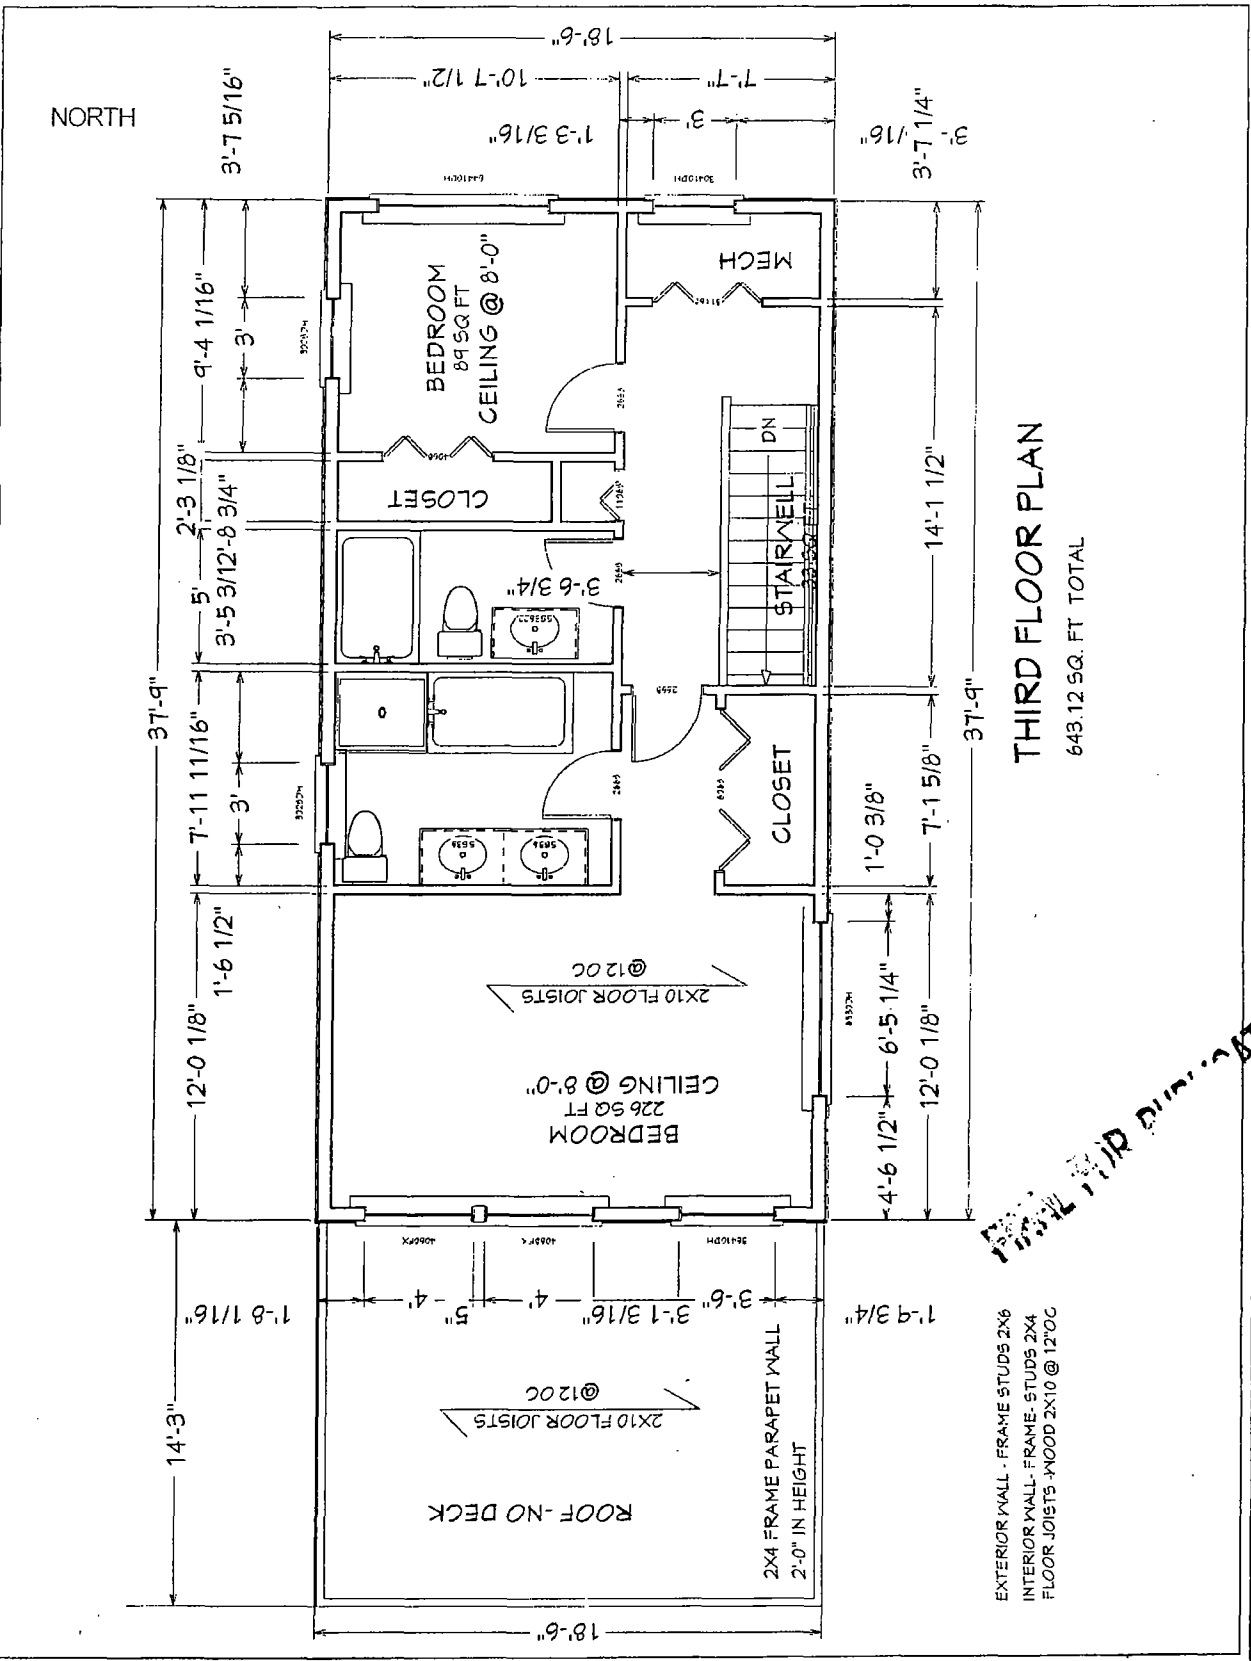 NORTH
18'-6"
10'-7 1/2"
7'-7"
1'-3 3/16"
3'
3'-7 5/16"
3'-7 1/4"
9'-4 1/16"
3'
2'-3 1/8"
5'
3'-5 3/12'-8 3/4"
37'-9"
7'-11 11/16"
3'
1'-6 1/2"
12'-0 1/8"
14'-3"
BEDROOM
89 SQ FT
CEILING @ 8'-0"
MECH
CLOSET
4068
2668
3'-6 3/4"
2668
STAIRWELL
DN
2668
2668
CLOSET
6068
14'-1 1/2"
37'-9"
7'-1 5/8"
1'-0 3/8"
6'-5 1/4"
12'-0 1/8"
4'-6 1/2"
2X10 FLOOR JOISTS
@12 OC
BEDROOM
226 SQ FT
CEILING @ 8'-0"
1'-8 1/16"
4'
5"
4'
3'-1 3/16"
3'-6"
1'-9 3/4"
2X10 FLOOR JOISTS
@12 OC
ROOF-NO DECK
2X4 FRAME PARAPET WALL
2'-0" IN HEIGHT
18'-6"
THIRD FLOOR PLAN
643.12 SQ. FT TOTAL
EXTERIOR WALL - FRAME STUDS 2X6
INTERIOR WALL- FRAME- STUDS 2X4
FLOOR JOISTS -WOOD 2X10 @ 12"OC